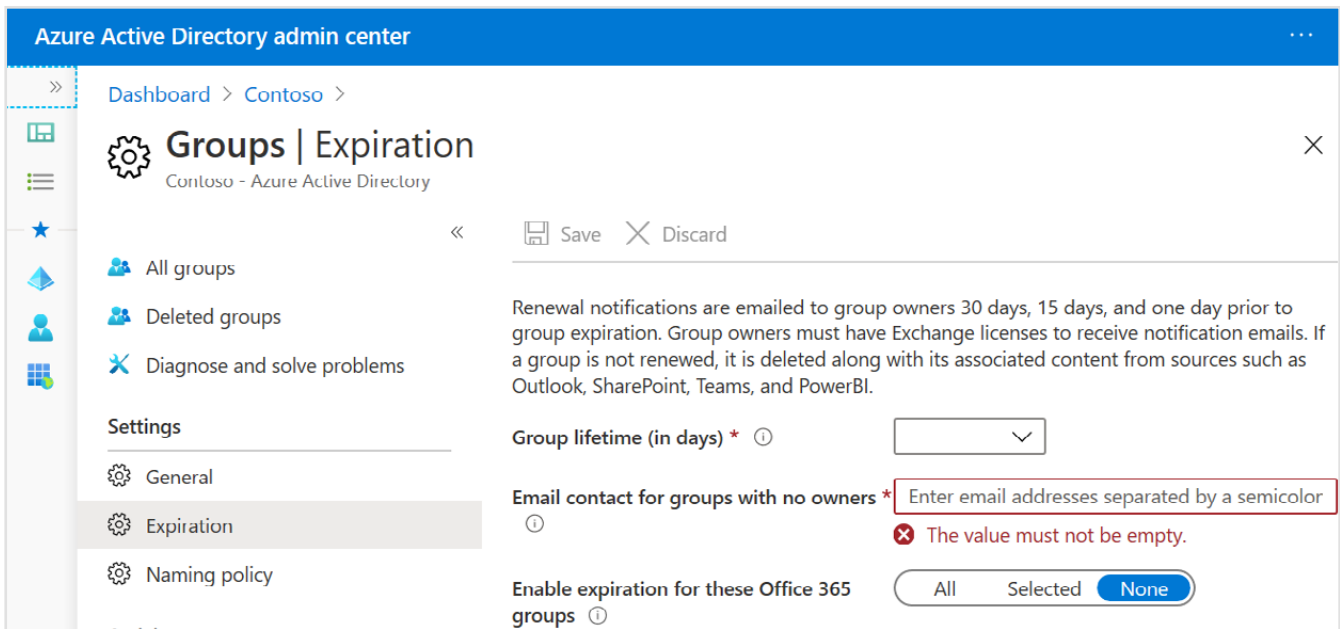 Azure Active Directory admin center
Dashboard > Contoso >
Groups | Expiration
Contoso - Azure Active Directory
All groups
Deleted groups
Diagnose and solve problems
Settings
General
Expiration
Naming policy
Save Discard
Renewal notifications are emailed to group owners 30 days, 15 days, and one day prior to
group expiration. Group owners must have Exchange licenses to receive notification emails. If
a group is not renewed, it is deleted along with its associated content from sources such as
Outlook, SharePoint, Teams, and PowerBI.
Group lifetime (in days) *
Email contact for groups with no owners *
Enter email addresses separated by a semicolon
The value must not be empty.
Enable expiration for these Office 365
groups
All Selected None